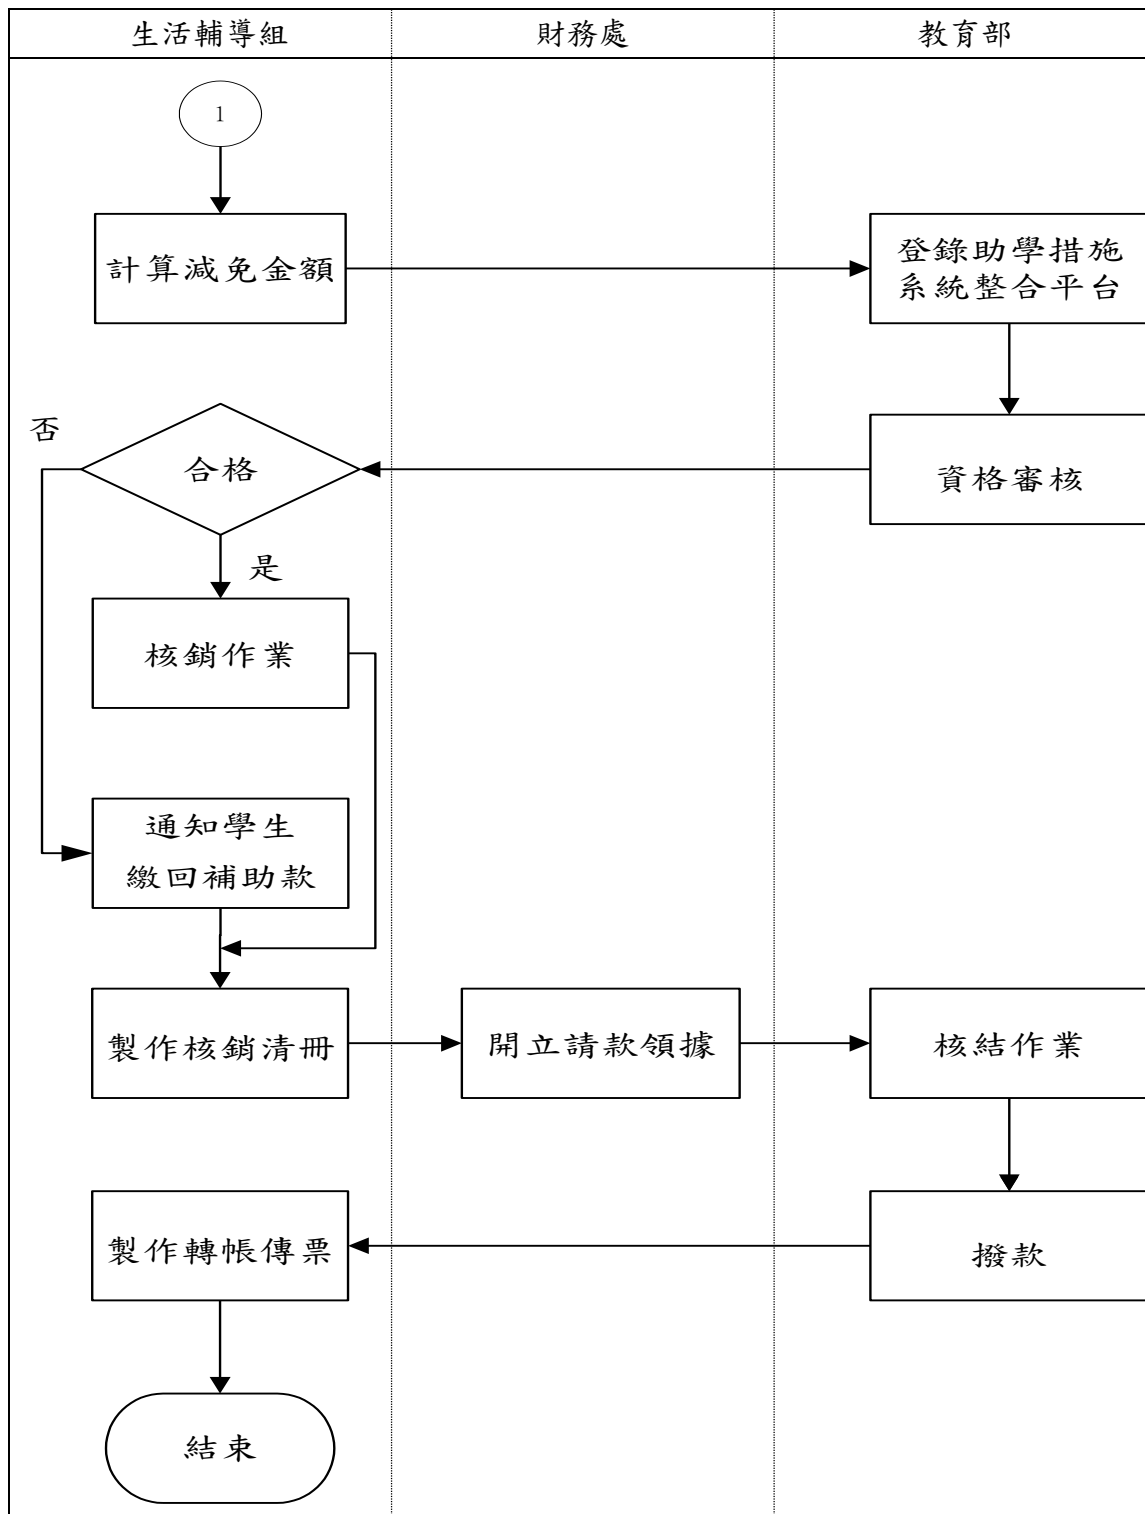 生活輔導組
財務處
教育部
1
計算減免金額
登錄助學措施
系統整合平台
否
合格
資格審核
是
核銷作業
通知學生
繳回補助款
製作核銷清冊
開立請款領據
核結作業
製作轉帳傳票
撥款
結束